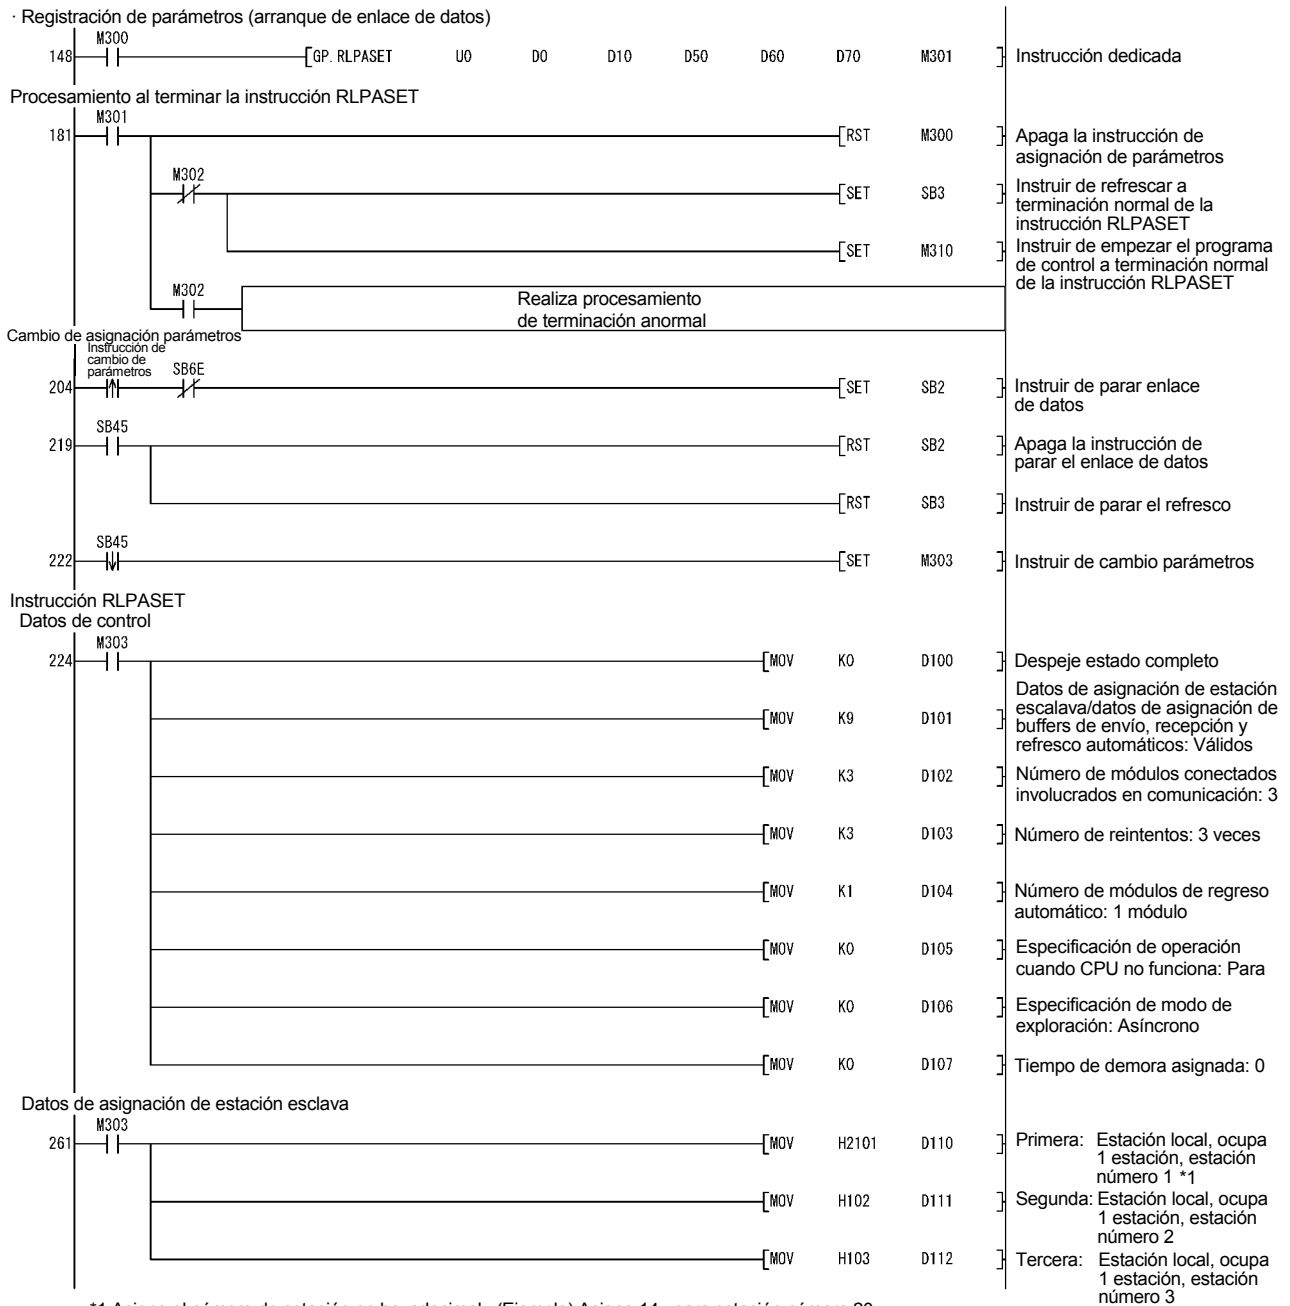 · Registración de parámetros (arranque de enlace de datos)
M300
148 GP.RLPASET U0 D0 D10 D50 D60 D70 M301 Instrucción dedicada
Procesamiento al terminar la instrucción RLPASET
M301
181 RST M300 Apaga la instrucción de
asignación de parámetros
M302
SET SB3 Instruir de refrescar a
terminación normal de la
instrucción RLPASET
SET M310 Instruir de empezar el programa
de control a terminación normal
de la instrucción RLPASET
M302
Realiza procesamiento
de terminación anormal
Cambio de asignación parámetros
Instrucción de
cambio de
parámetros SB6E
204 SET SB2 Instruir de parar enlace
de datos
SB45
219 RST SB2 Apaga la instrucción de
parar el enlace de datos
RST SB3 Instruir de parar el refresco
SB45
222 SET M303 Instruir de cambio parámetros
Instrucción RLPASET
Datos de control
M303
224 MOV K0 D100 Despeje estado completo
Datos de asignación de estación
escalava/datos de asignación de
MOV K9 D101 buffers de envío, recepción y
refresco automáticos: Válidos
MOV K3 D102 Número de módulos conectados
involucrados en comunicación: 3
MOV K3 D103 Número de reintentos: 3 veces
MOV K1 D104 Número de módulos de regreso
automático: 1 módulo
MOV K0 D105 Especificación de operación
cuando CPU no funciona: Para
MOV K0 D106 Especificación de modo de
exploración: Asíncrono
MOV K0 D107 Tiempo de demora asignada: 0
Datos de asignación de estación esclava
M303
261 MOV H2101 D110 Primera: Estación local, ocupa
1 estación, estación
número 1 *1
MOV H102 D111 Segunda: Estación local, ocupa
1 estación, estación
número 2
MOV H103 D112 Tercera: Estación local, ocupa
1 estación, estación
número 3